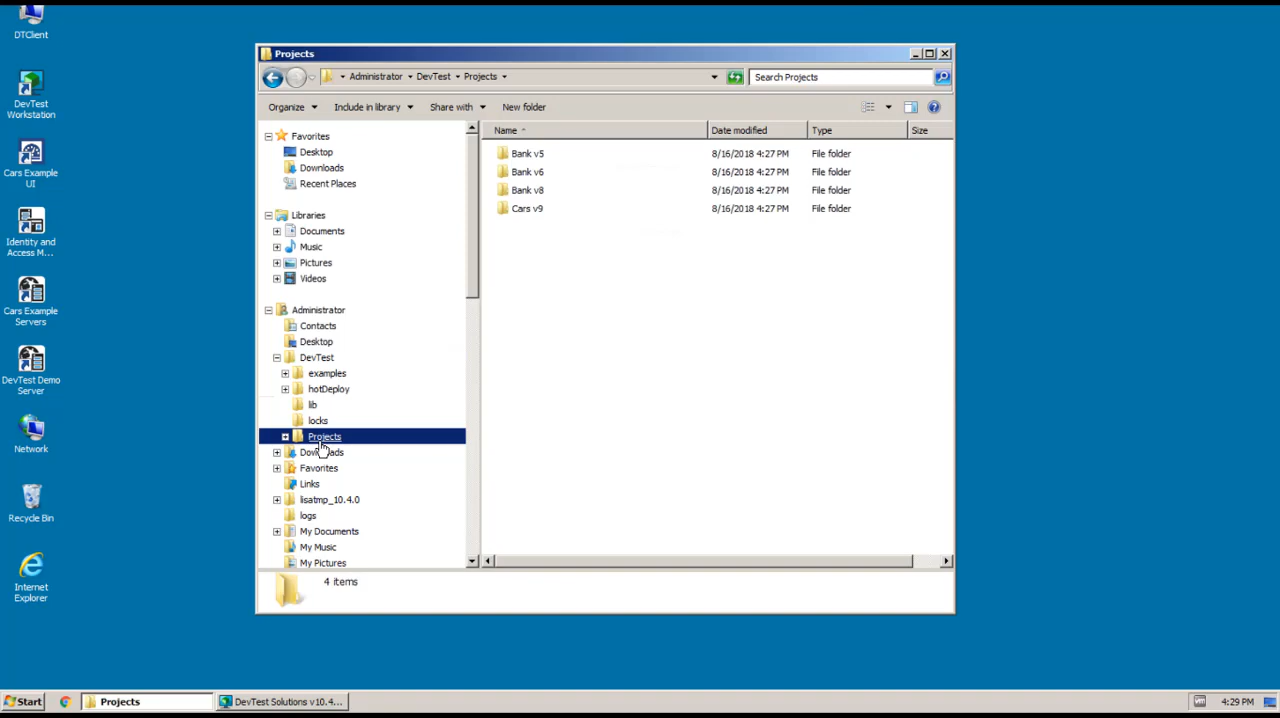 DTClient
DevTest
Workstation
Cars Example
UI
Identity and
Access M...
Cars Example
Servers
DevTest Demo
Server
Network
Recycle Bin
Internet
Explorer
Projects
Administrator
DevTest
Projects
Search Projects
Organize
Include in library
Share with
New folder
Favorites
Desktop
Downloads
Recent Places
Libraries
Documents
Music
Pictures
Videos
Administrator
Contacts
Desktop
DevTest
examples
hotDeploy
lib
locks
Projects
Downloads
Favorites
Links
lisatmp_10.4.0
logs
My Documents
My Music
My Pictures
Name Date modified Type Size
Bank v5 8/16/2018 4:27 PM File folder
Bank v6 8/16/2018 4:27 PM File folder
Bank v8 8/16/2018 4:27 PM File folder
Cars v9 8/16/2018 4:27 PM File folder
4 items
Start
Projects
DevTest Solutions v10.4...
4:29 PM